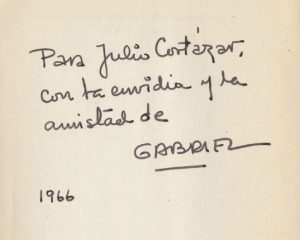 Para Julio Cortázar,
con la envidia y la
amistad de
GABRIEL
1966